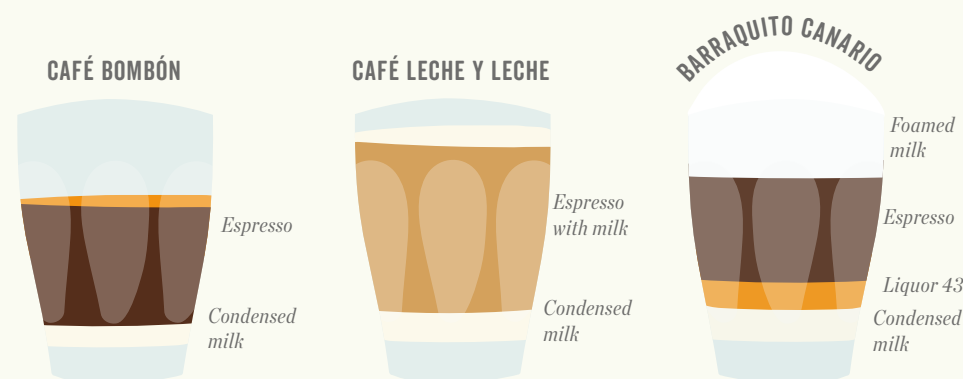 CAFÉ BOMBÓN
Espresso
Condensed
milk
CAFÉ LECHE Y LECHE
Espresso
with milk
Condensed
milk
BARRAQUITO CANARIO
Foamed
milk
Espresso
Liquor 43
Condensed
milk